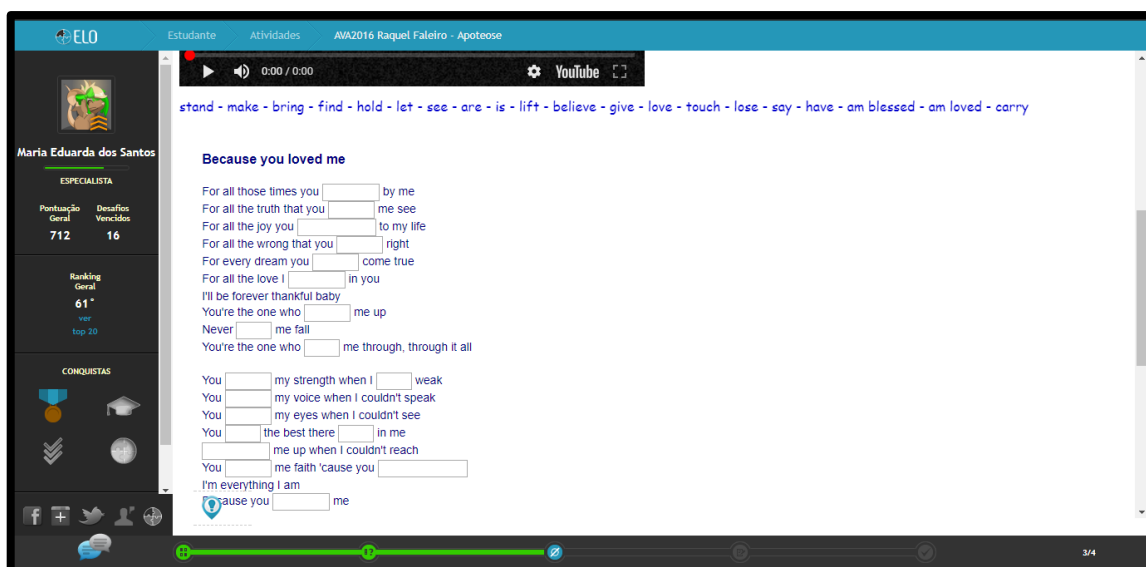 ELO
Estudante Atividades AVA2016 Raquel Faleiro - Apoteose
0:00 / 0:00 YouTube
Maria Eduarda dos Santos
ESPECIALISTA
Pontuação Geral Desafios Vencidos
712 16
Ranking
Geral
61°
ver
top 20
CONQUISTAS
stand - make - bring - find - hold - let - see - are - is - lift - believe - give - love - touch - lose - say - have - am blessed - am loved - carry
Because you loved me
For all those times you by me
For all the truth that you me see
For all the joy you to my life
For all the wrong that you right
For every dream you come true
For all the love I in you
I'll be forever thankful baby
You're the one who me up
Never me fall
You're the one who me through, through it all
You my strength when I weak
You my voice when I couldn't speak
You my eyes when I couldn't see
You the best there in me
me up when I couldn't reach
You me faith 'cause you
I'm everything I am
cause you me
3/4